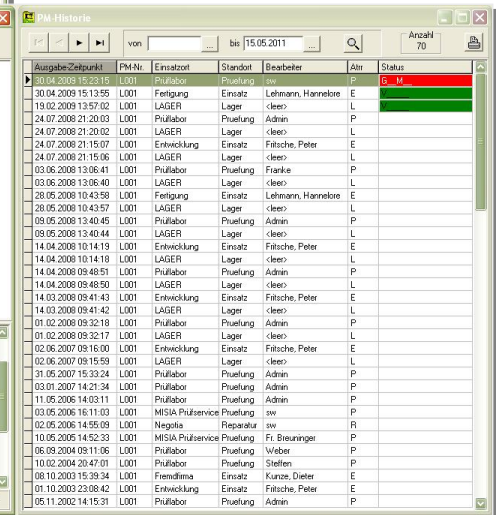 PM-Historie
von ... bis 15.05.2011 ... Anzahl 70
Ausgabe-Zeitpunkt PM-Nr. Einsatzort Standort Bearbeiter Attr Status
30.04.2009 15:23:15 L001 Prüflabor Pruefung sw P G__M__
30.04.2009 15:13:55 L001 Fertigung Einsatz Lehmann, Hannelore E V_____
19.02.2009 13:57:02 L001 LAGER Lager <leer> L V_____
24.07.2008 21:20:03 L001 Prüflabor Pruefung Admin P
24.07.2008 21:20:02 L001 LAGER Lager <leer> L
24.07.2008 21:15:07 L001 Entwicklung Einsatz Fritsche, Peter E
24.07.2008 21:15:06 L001 LAGER Lager <leer> L
03.06.2008 13:06:41 L001 Prüflabor Pruefung Franke P
03.06.2008 13:06:40 L001 LAGER Lager <leer> L
28.05.2008 10:43:58 L001 Fertigung Einsatz Lehmann, Hannelore E
28.05.2008 10:43:57 L001 LAGER Lager <leer> L
09.05.2008 13:40:45 L001 Prüflabor Pruefung Admin P
09.05.2008 13:40:44 L001 LAGER Lager <leer> L
14.04.2008 10:14:19 L001 Entwicklung Einsatz Fritsche, Peter E
14.04.2008 10:14:18 L001 LAGER Lager <leer> L
14.04.2008 09:48:51 L001 Prüflabor Pruefung Admin P
14.04.2008 09:48:50 L001 LAGER Lager <leer> L
14.03.2008 09:41:43 L001 Entwicklung Einsatz Fritsche, Peter E
14.03.2008 09:41:42 L001 LAGER Lager <leer> L
01.02.2008 09:32:18 L001 Prüflabor Pruefung Admin P
01.02.2008 09:32:17 L001 LAGER Lager <leer> L
02.06.2007 09:16:00 L001 Entwicklung Einsatz Fritsche, Peter E
02.06.2007 09:15:59 L001 LAGER Lager <leer> L
31.05.2007 15:33:24 L001 Prüflabor Pruefung Admin P
03.01.2007 14:21:34 L001 Prüflabor Pruefung Admin P
11.05.2006 14:03:11 L001 Prüflabor Pruefung Admin P
03.05.2006 16:11:03 L001 MISIA Prüfservice Pruefung sw P
02.05.2006 14:55:09 L001 Negotia Reparatur sw R
10.05.2005 14:52:33 L001 MISIA Prüfservice Pruefung Fr. Breuninger P
06.09.2004 09:11:06 L001 Prüflabor Pruefung Weber P
10.02.2004 20:47:01 L001 Prüflabor Pruefung Steffen P
08.10.2003 15:39:34 L001 Fremdfirma Einsatz Kunze, Dieter E
01.10.2003 23:08:42 L001 Entwicklung Einsatz Fritsche, Peter E
05.11.2002 14:15:31 L001 Prüflabor Pruefung Admin P